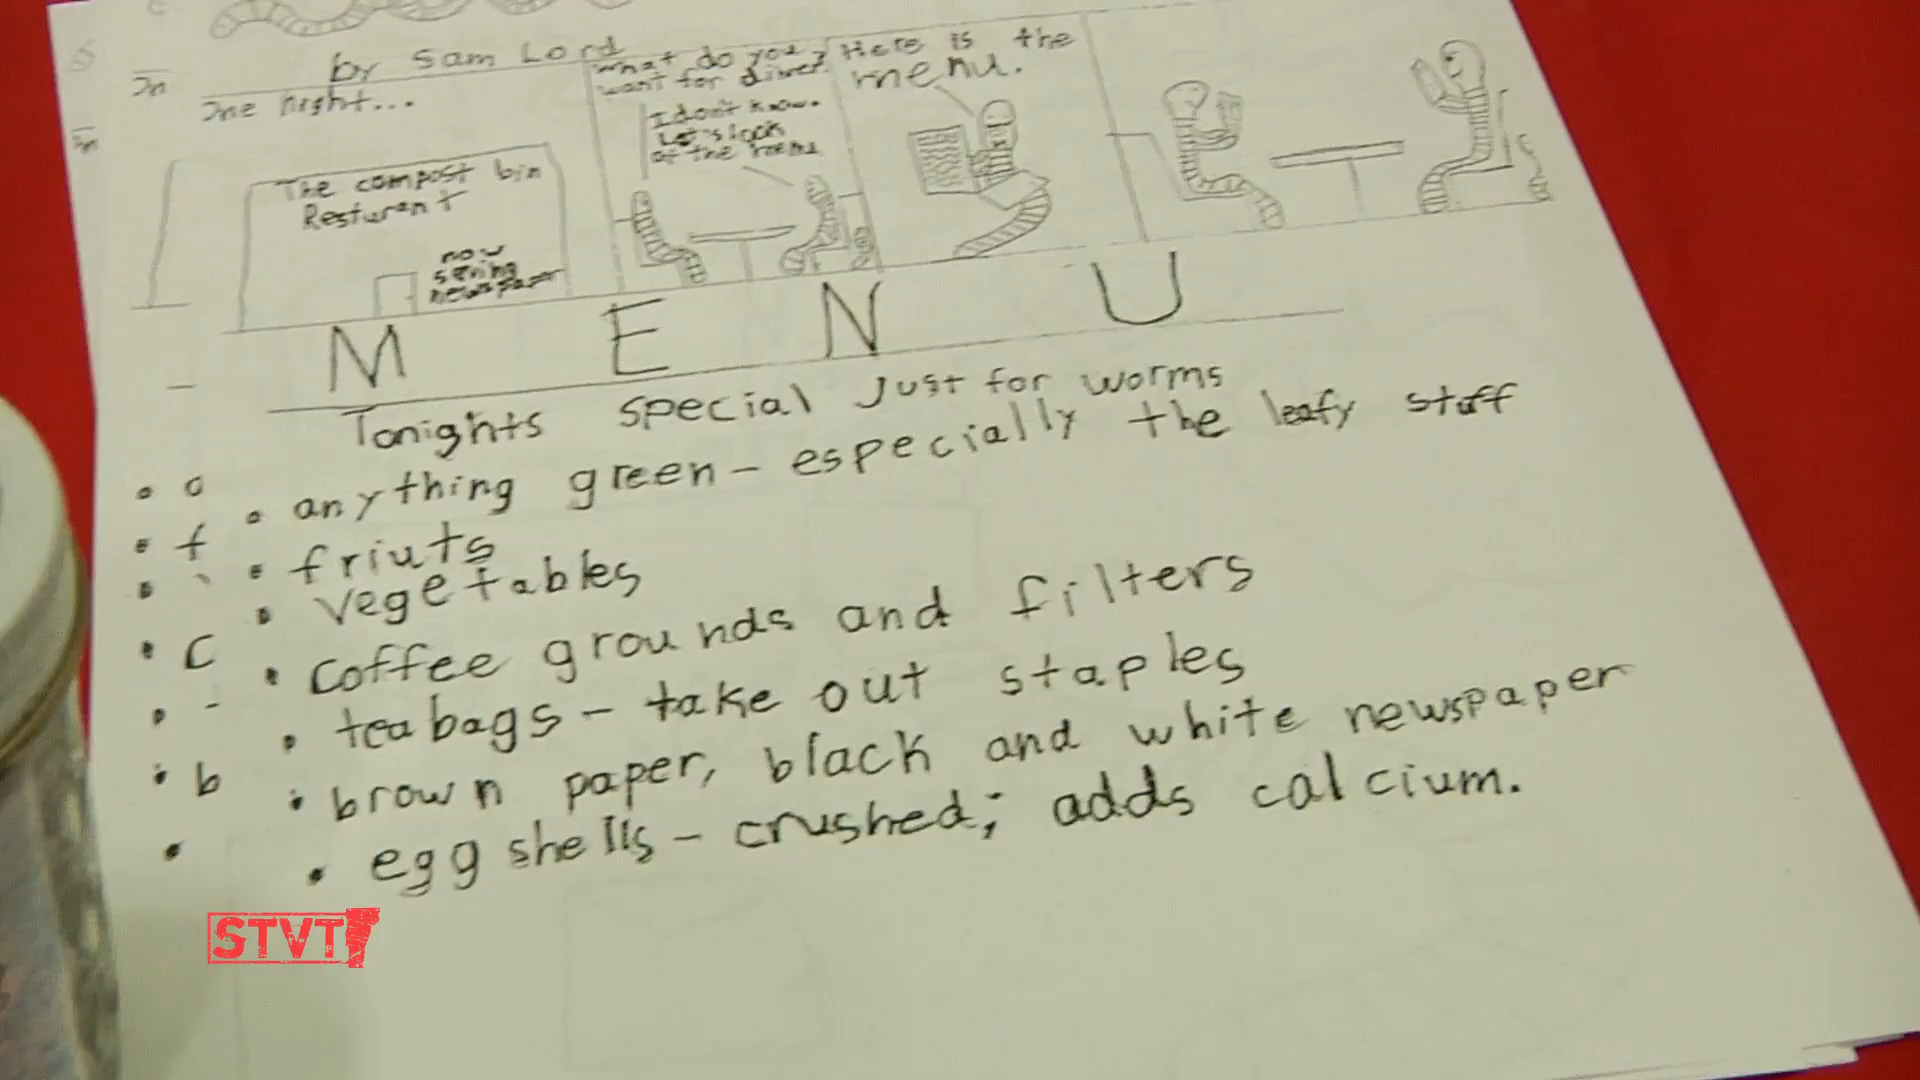 by Sam Lord
One night...
The compost bin
Resturant
now
serving
newspaper
What do you
want for diner?
I don't know.
Let's look
at the menu
Here is the
menu.
MENU
Tonights special Just for worms
• anything green - especially the leafy stuff
• friuts
• vegetables
• coffee grounds and filters
• teabags - take out staples
• brown paper, black and white newspaper
• egg shells - crushed; adds calcium.
STVT